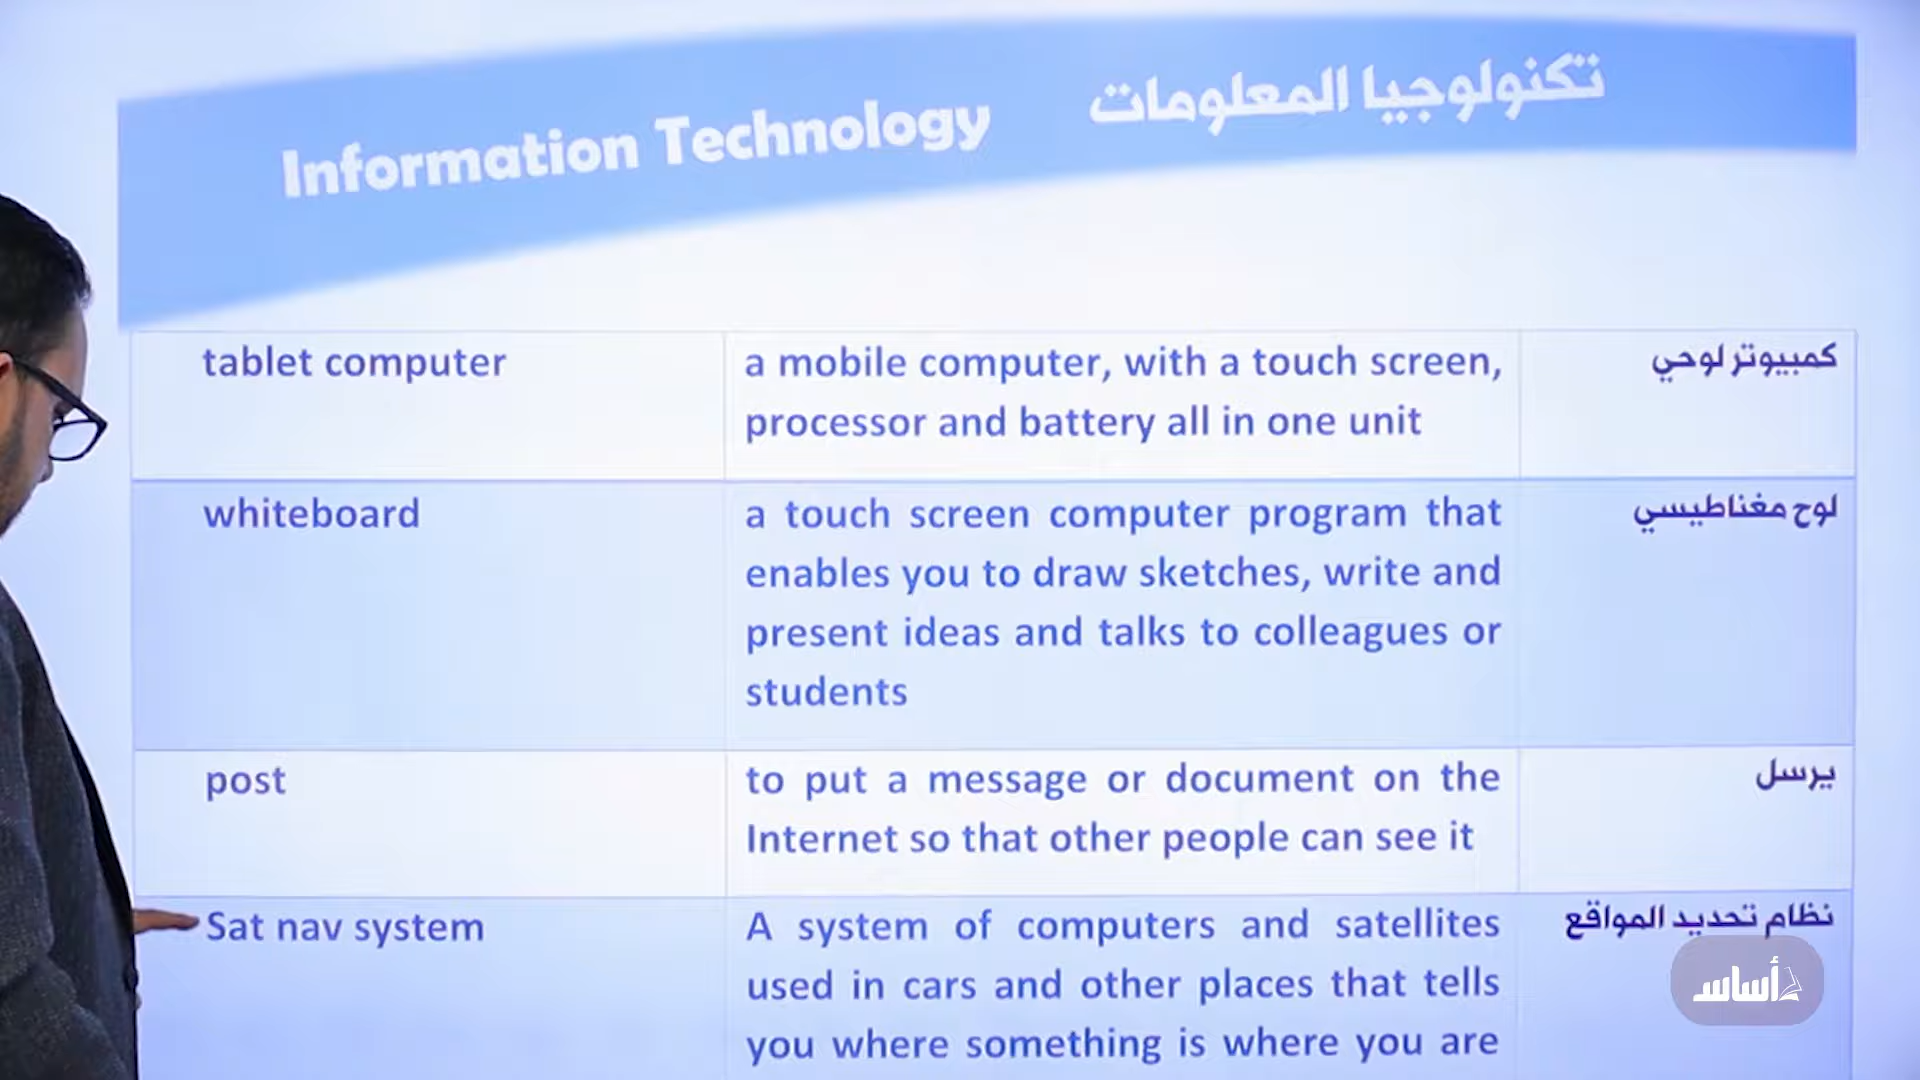 Information Technology تكنولوجيا المعلومات
tablet computer
a mobile computer, with a touch screen,
processor and battery all in one unit
كمبيوتر لوحي
whiteboard
a touch screen computer program that
enables you to draw sketches, write and
present ideas and talks to colleagues or
students
لوح مغناطيسي
post
to put a message or document on the
Internet so that other people can see it
يرسل
Sat nav system
A system of computers and satellites
used in cars and other places that tells
you where something is where you are
نظام تحديد المواقع
أساس